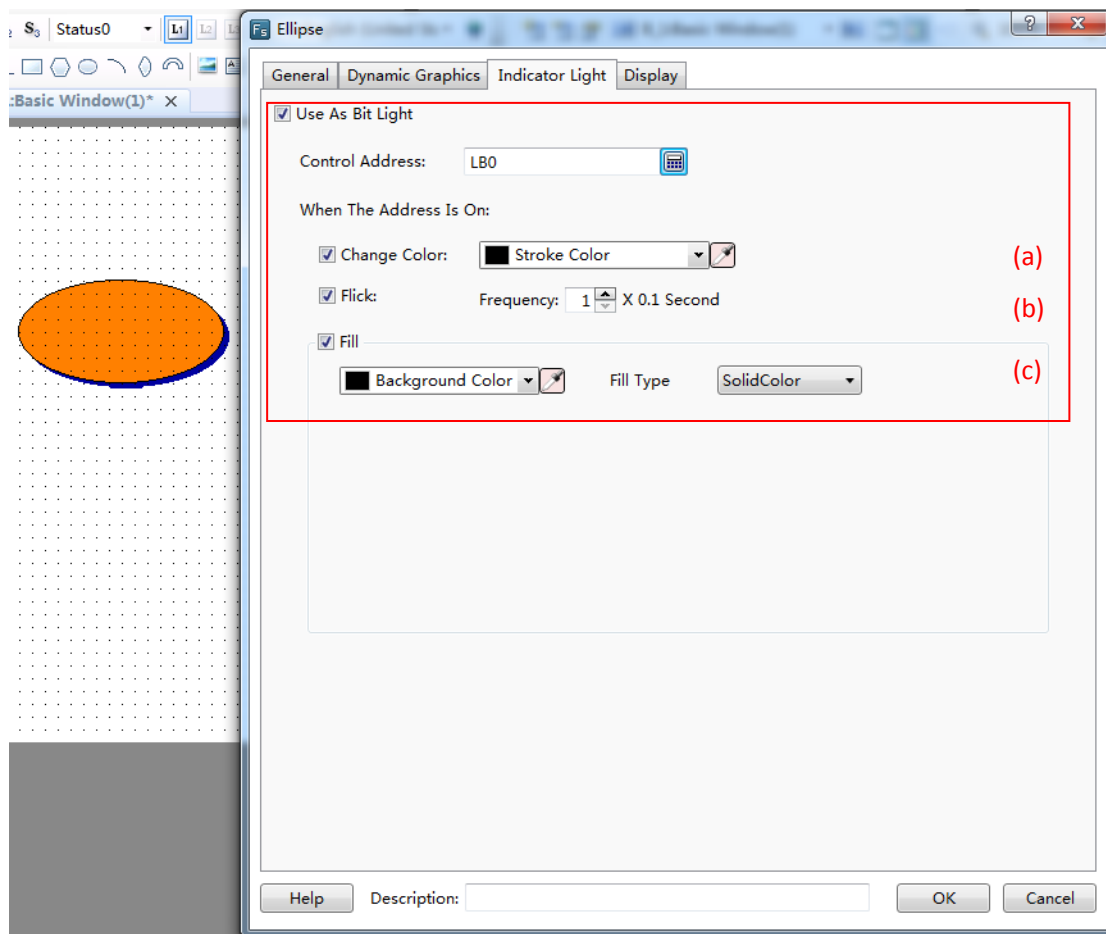 S3 Status0 L1 L2
Fs Ellipse
:Basic Window(1)* X
General Dynamic Graphics Indicator Light Display
Use As Bit Light
Control Address: LB0
When The Address Is On:
Change Color: Stroke Color (a)
Flick: Frequency: 1 X 0.1 Second (b)
Fill
Background Color Fill Type SolidColor (c)
Help Description: OK Cancel